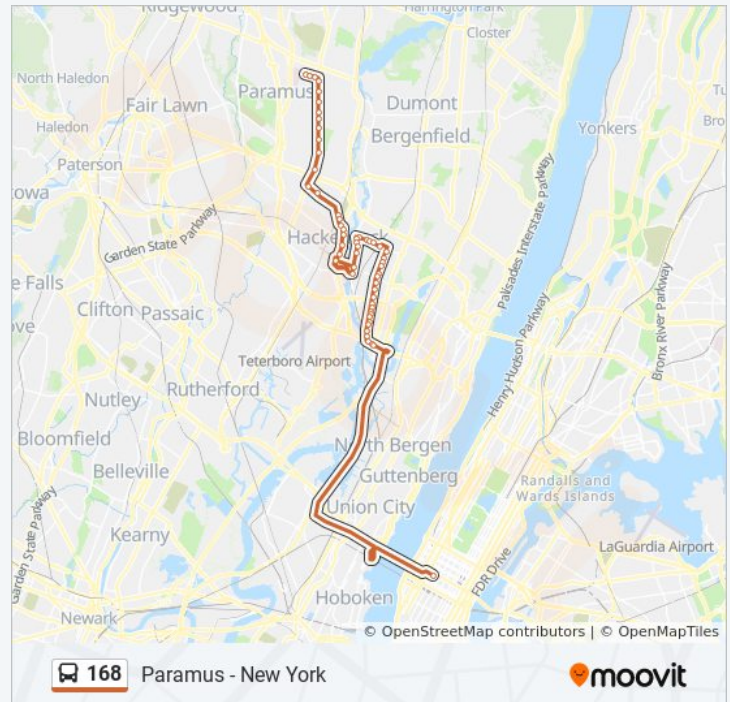 Ridgewood
Harrington Park
Closter
North Haledon
Paramus
Fair Lawn
Dumont
Haledon
Bergenfield
Yonkers
Bro
Paterson
Palisades Interstate Parkway
Garden State Parkway
Hacke
ck
e Falls
Clifton
Passaic
Bronx River Parkway
Henry Hudson Parkway
Teterboro Airport
Rutherford
Nutley
Bloomfield
North Bergen
Guttenberg
Belleville
Randalls and
Wards Islands
Union City
Garden State Parkway
Kearny
LaGuardia Airport
FDR Drive
Hoboken
Newark
© OpenStreetMap contributors | © OpenMapTiles
168 Paramus - New York
moovit